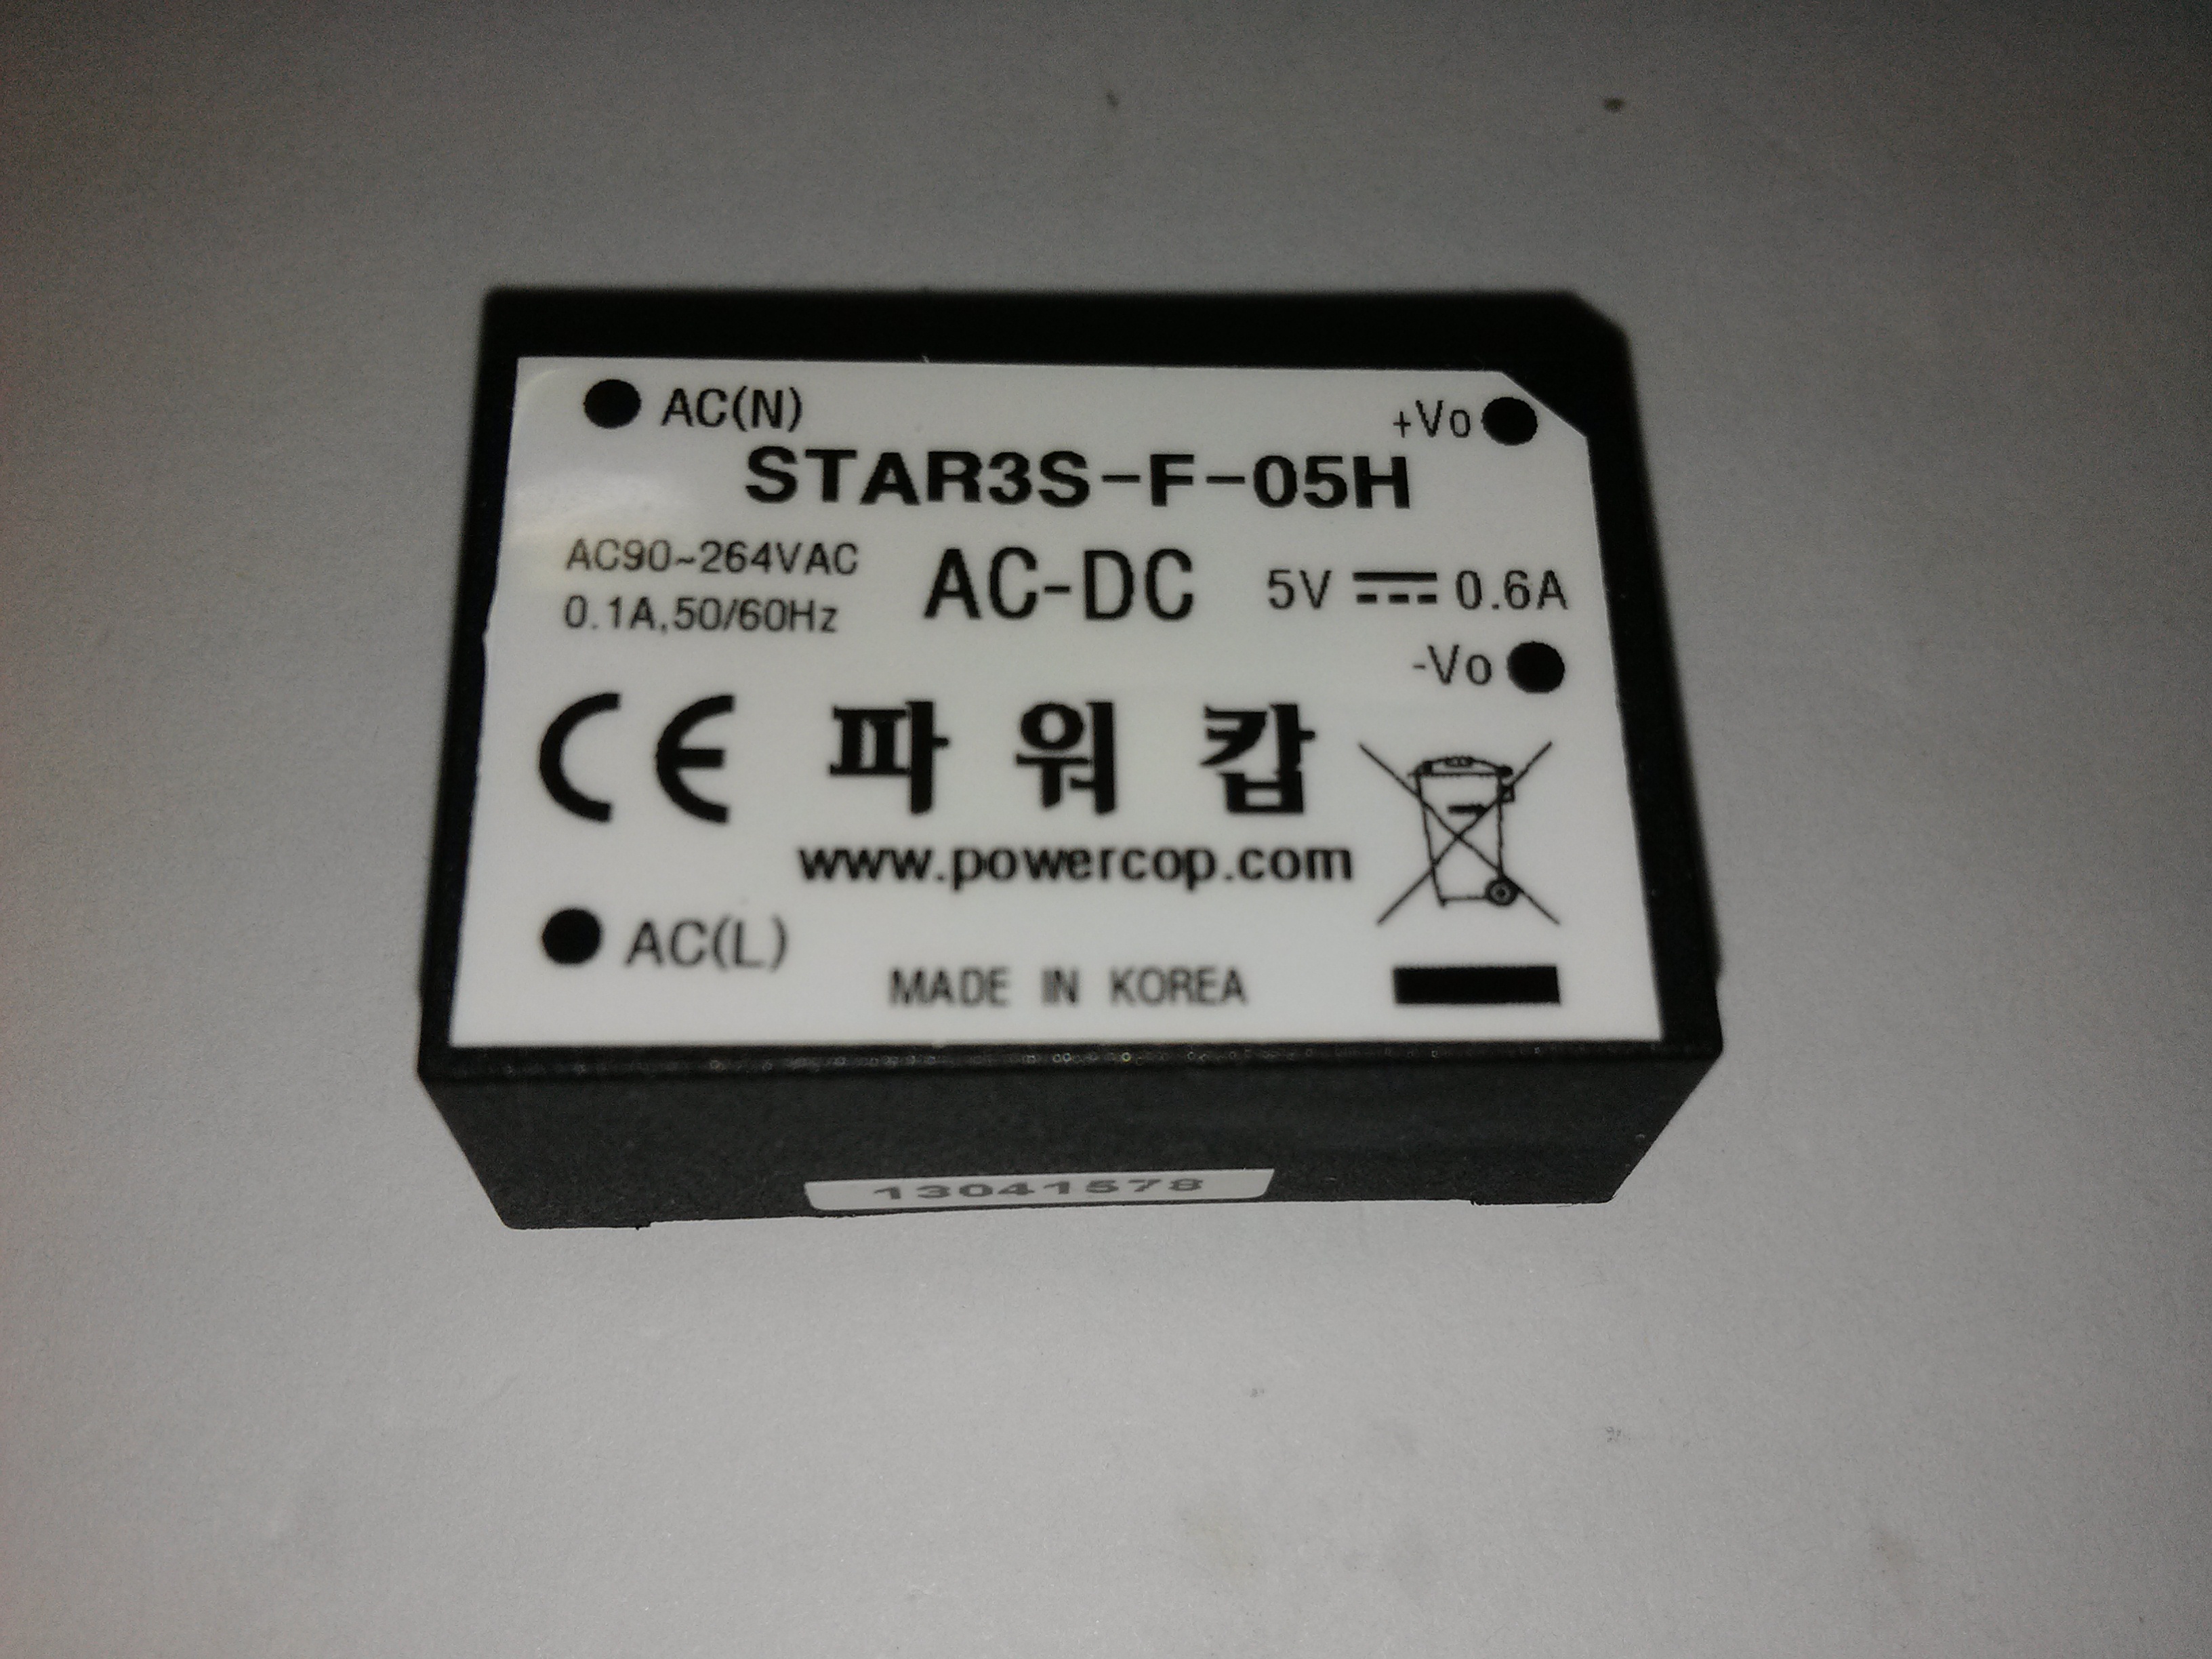 AC(N)
+Vo
STAR3S-F-05H
AC90~264VAC
0.1A,50/60Hz
AC-DC
5V ⎓ 0.6A
-Vo
CE
파 워 캅
www.powercop.com
AC(L)
MADE IN KOREA
13041578